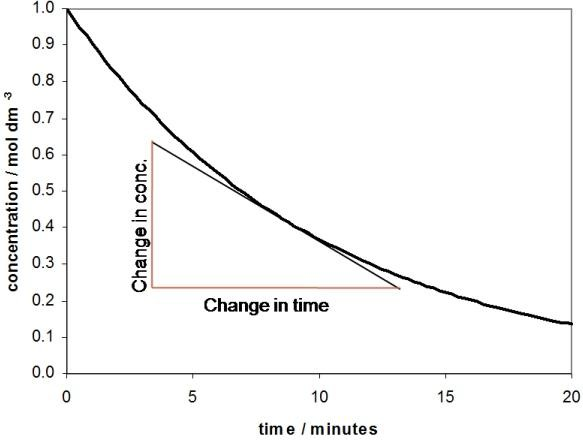 1.0
0.9
0.8
0.7
0.6
0.5
0.4
0.3
0.2
0.1
0.0
concentration / mol dm -3
Change in conc.
Change in time
0 5 10 15 20
time / minutes